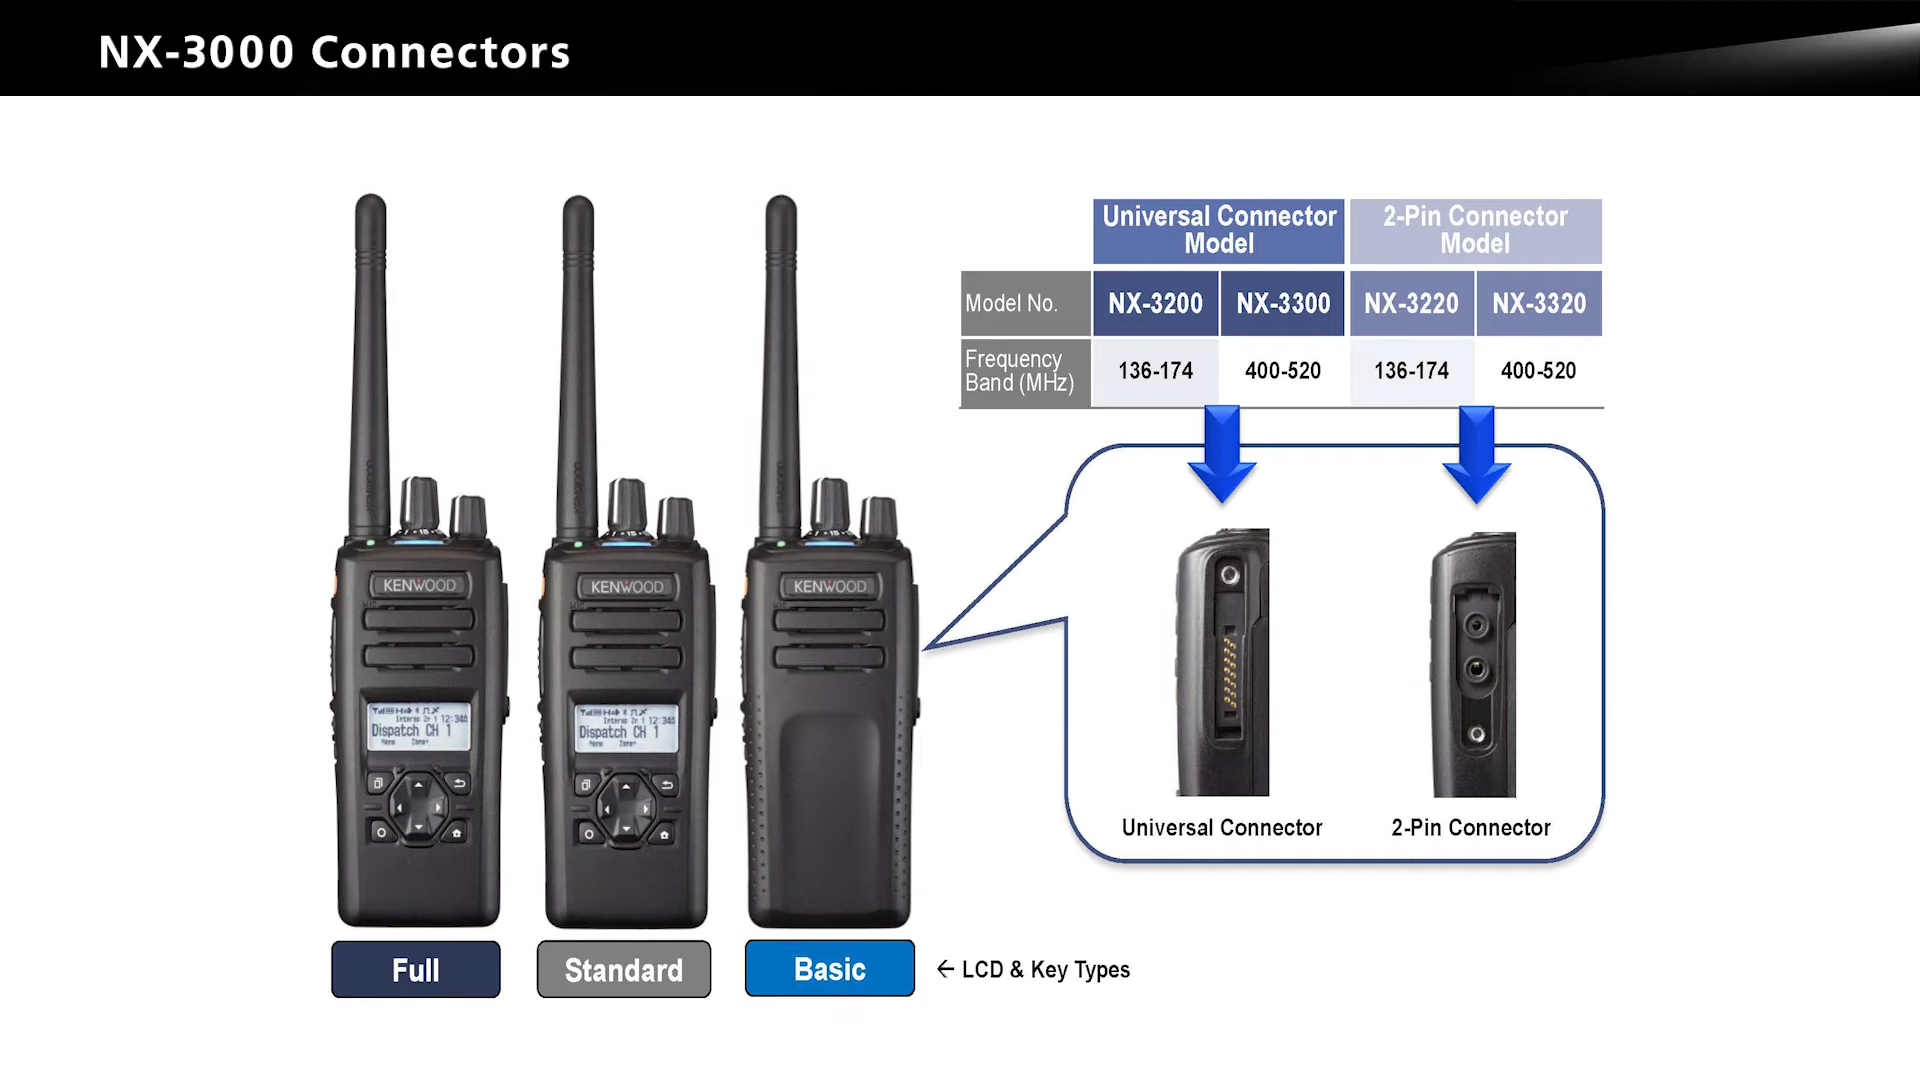 NX-3000 Connectors
Universal Connector
Model
2-Pin Connector
Model
Model No.
NX-3200
NX-3300
NX-3220
NX-3320
Frequency
Band (MHz)
136-174
400-520
136-174
400-520
KENWOOD
KENWOOD
KENWOOD
Dispatch CH 1
Dispatch CH 1
Universal Connector
2-Pin Connector
Full
Standard
Basic
← LCD & Key Types